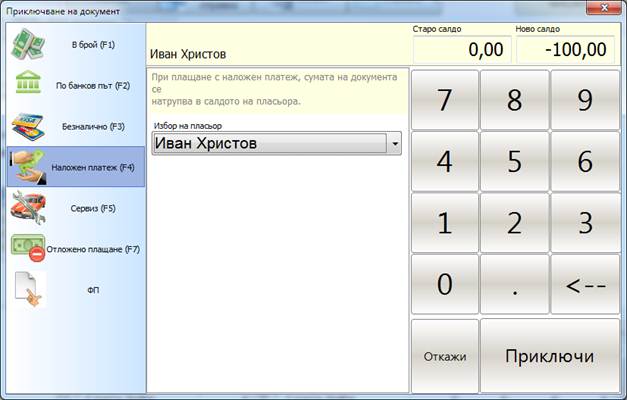 Приключване на документ
В брой (F1)
По банков път (F2)
VISA
Безналично (F3)
Наложен платеж (F4)
Сервиз (F5)
Отложено плащане (F7)
ФП
Иван Христов
Старо салдо
Ново салдо
0,00
-100,00
При плащане с наложен платеж, сумата на документа
се
натрупва в салдото на пласьора.
Избор на пласьор
Иван Христов
7 8 9
4 5 6
1 2 3
0 . <--
Откажи
Приключи